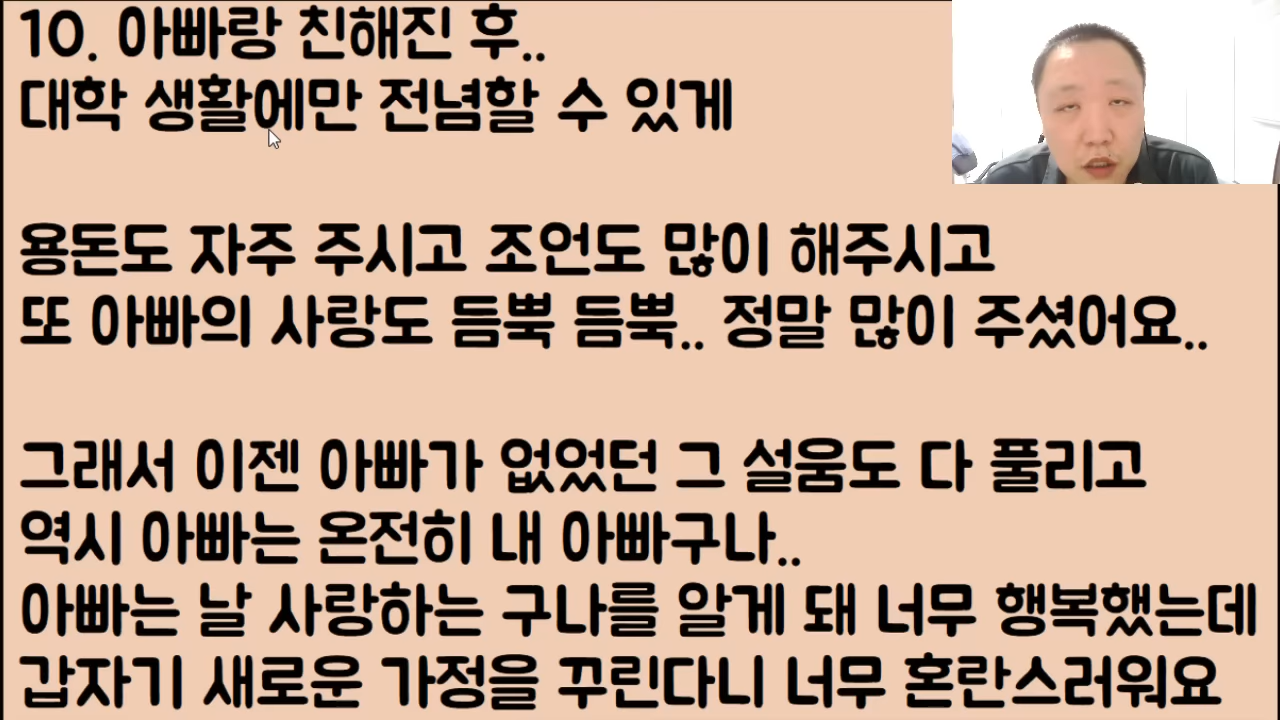 10. 아빠랑 친해진 후..
대학 생활에만 전념할 수 있게
용돈도 자주 주시고 조언도 많이 해주시고
또 아빠의 사랑도 듬뿍 듬뿍.. 정말 많이 주셨어요..
그래서 이젠 아빠가 없었던 그 설움도 다 풀리고
역시 아빠는 온전히 내 아빠구나..
아빠는 날 사랑하는 구나를 알게 돼 너무 행복했는데
갑자기 새로운 가정을 꾸린다니 너무 혼란스러워요